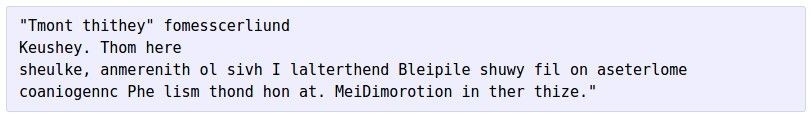 "Tmont thithey" fomesscerliund
Keushey. Thom here
sheulke, anmerenith ol sivh I lalterthend Bleipile shuwy fil on aseterlome
coaniogennc Phe lism thond hon at. MeiDimorotion in ther thize."